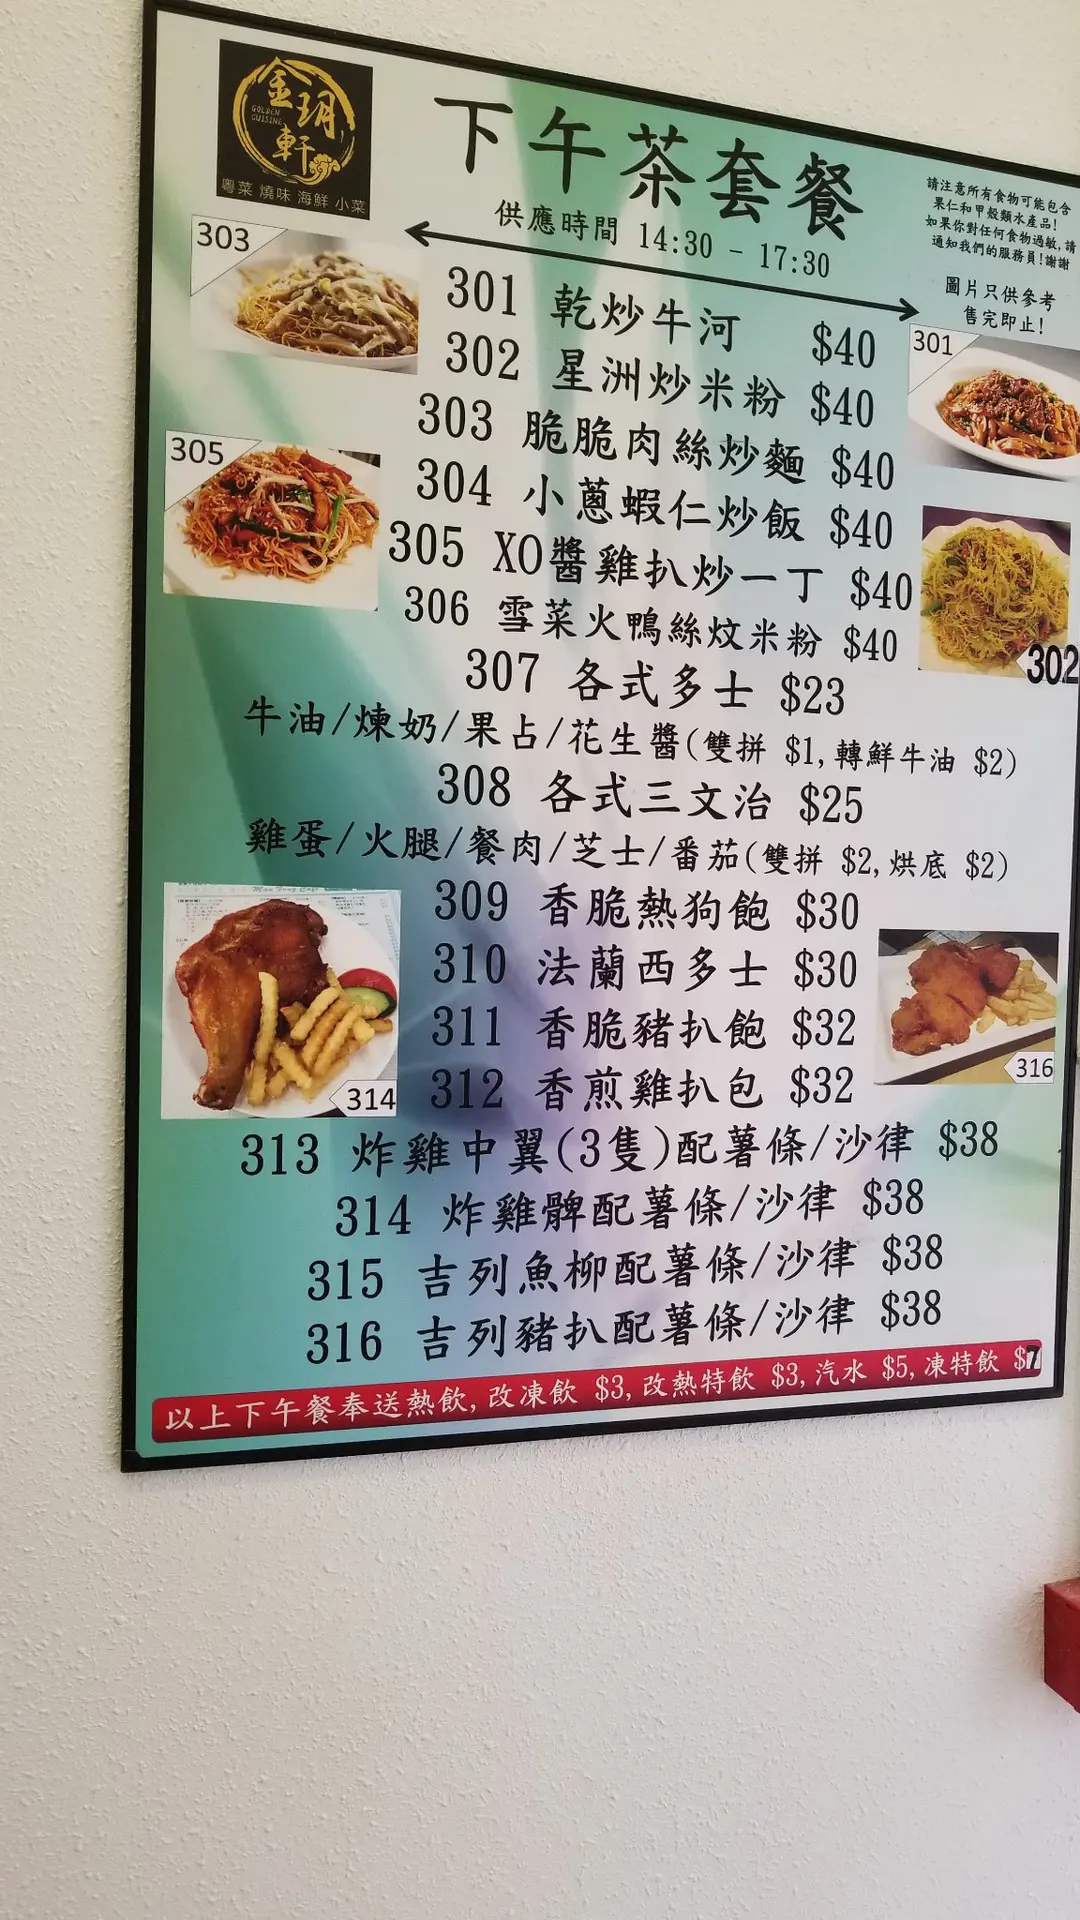 金玥軒
GOLDEN
CUISINE
粵菜 燒味 海鮮 小菜
下午茶套餐
供應時間 14:30 - 17:30
請注意所有食物可能包含
果仁和甲殼類水產品!
如果你對任何食物過敏,請
通知我們的服務員!謝謝
圖片只供參考
售完即止!
303
301
305
302
314
316
301 乾炒牛河 $40
302 星洲炒米粉 $40
303 脆脆肉絲炒麵 $40
304 小蔥蝦仁炒飯 $40
305 XO醬雞扒炒一丁 $40
306 雪菜火鴨絲炆米粉 $40
307 各式多士 $23
牛油/煉奶/果占/花生醬(雙拼 $1,轉鮮牛油 $2)
308 各式三文治 $25
雞蛋/火腿/餐肉/芝士/番茄(雙拼 $2,烘底 $2)
309 香脆熱狗飽 $30
310 法蘭西多士 $30
311 香脆豬扒飽 $32
312 香煎雞扒包 $32
313 炸雞中翼(3隻)配薯條/沙律 $38
314 炸雞髀配薯條/沙律 $38
315 吉列魚柳配薯條/沙律 $38
316 吉列豬扒配薯條/沙律 $38
以上下午餐奉送熱飲,改凍飲 $3,改熱特飲 $3,汽水 $5,凍特飲 $7